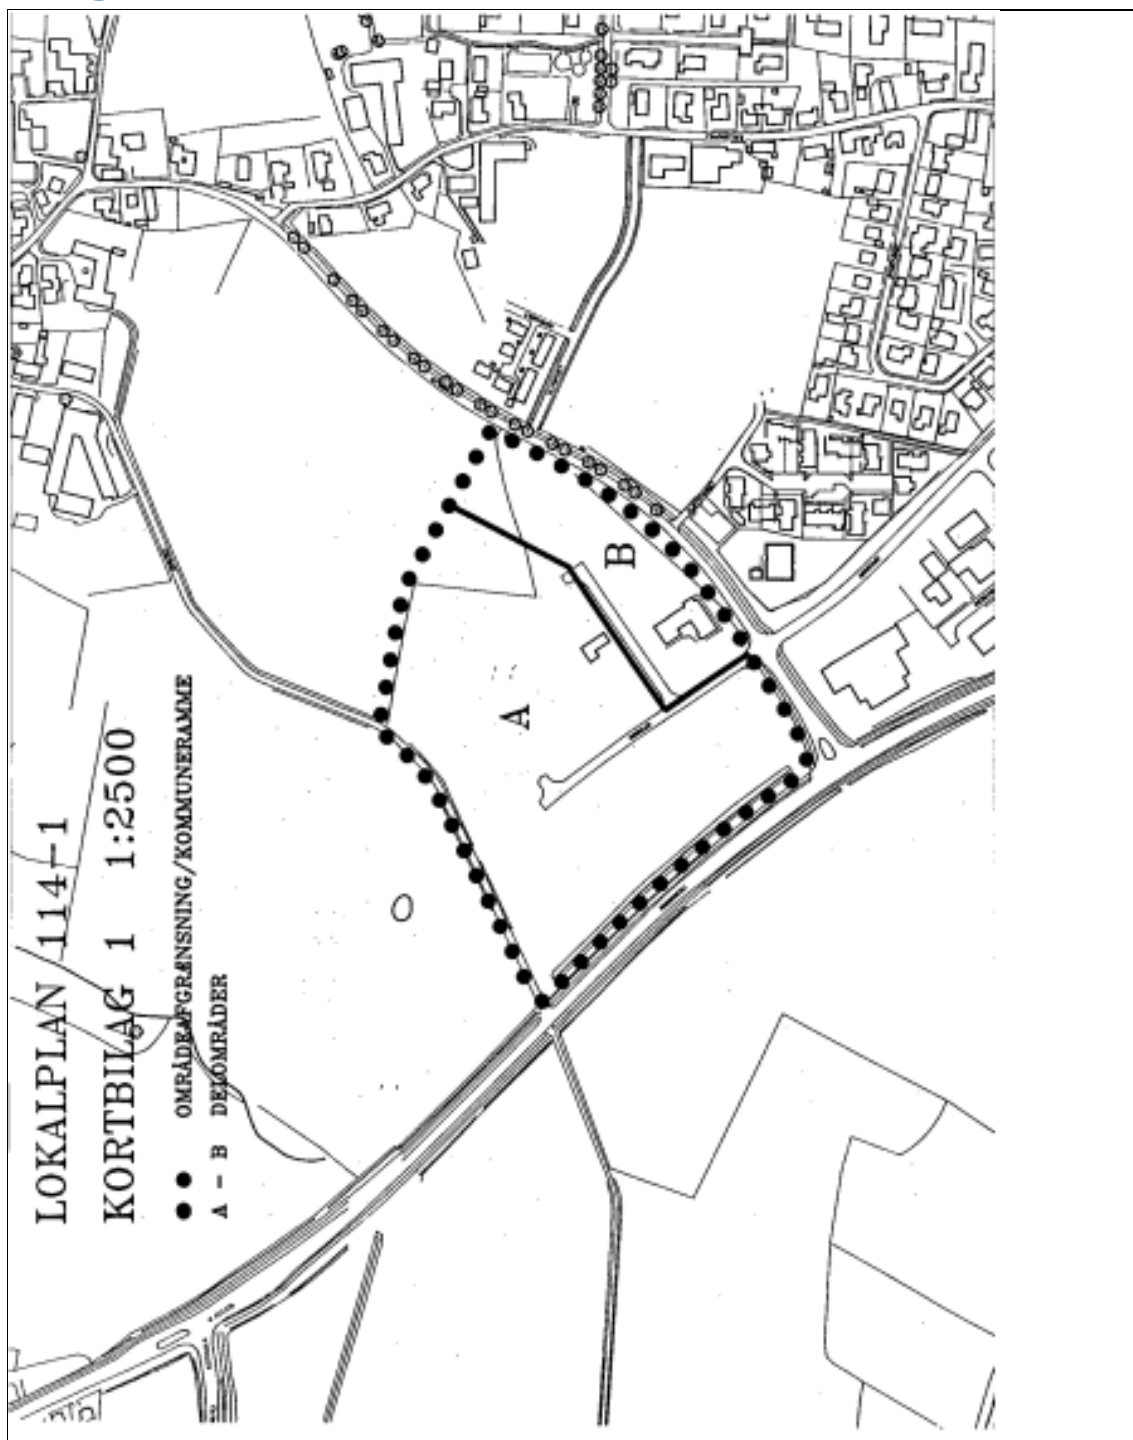 LOKALPLAN 114-1
KORTBILAG 1 1:2500
OMRÅDEAFGRÆNSNING/KOMMUNERAMME
A - B DELOMRÅDER
A
B